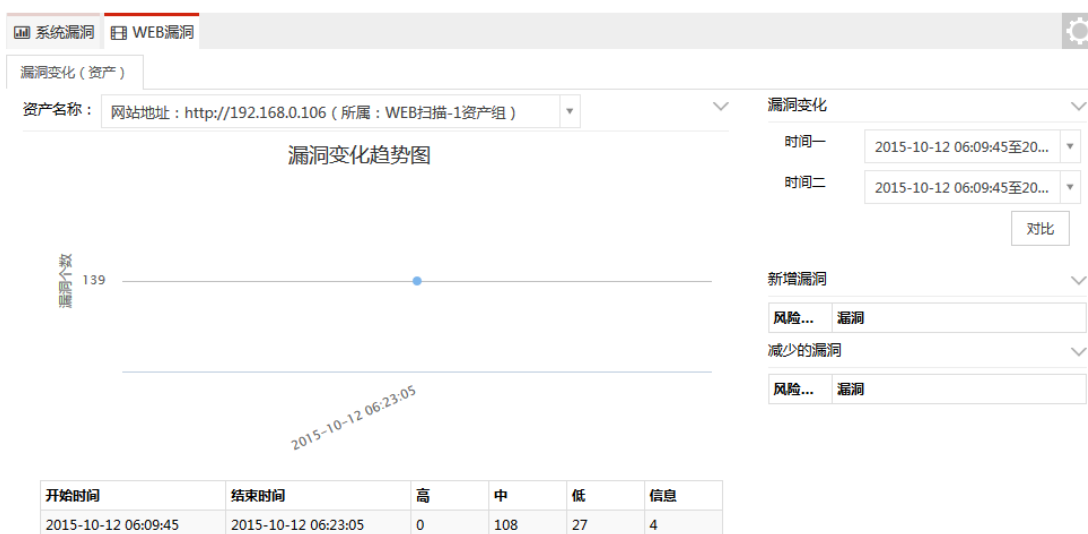 系统漏洞 WEB漏洞
漏洞变化（资产）
资产名称： 网站地址：http://192.168.0.106（所属：WEB扫描-1资产组）
漏洞变化趋势图
漏洞个数
139
2015-10-12 06:23:05
开始时间 结束时间 高 中 低 信息
2015-10-12 06:09:45 2015-10-12 06:23:05 0 108 27 4
漏洞变化
时间一 2015-10-12 06:09:45至20...
时间二 2015-10-12 06:09:45至20...
对比
新增漏洞
风险... 漏洞
减少的漏洞
风险... 漏洞